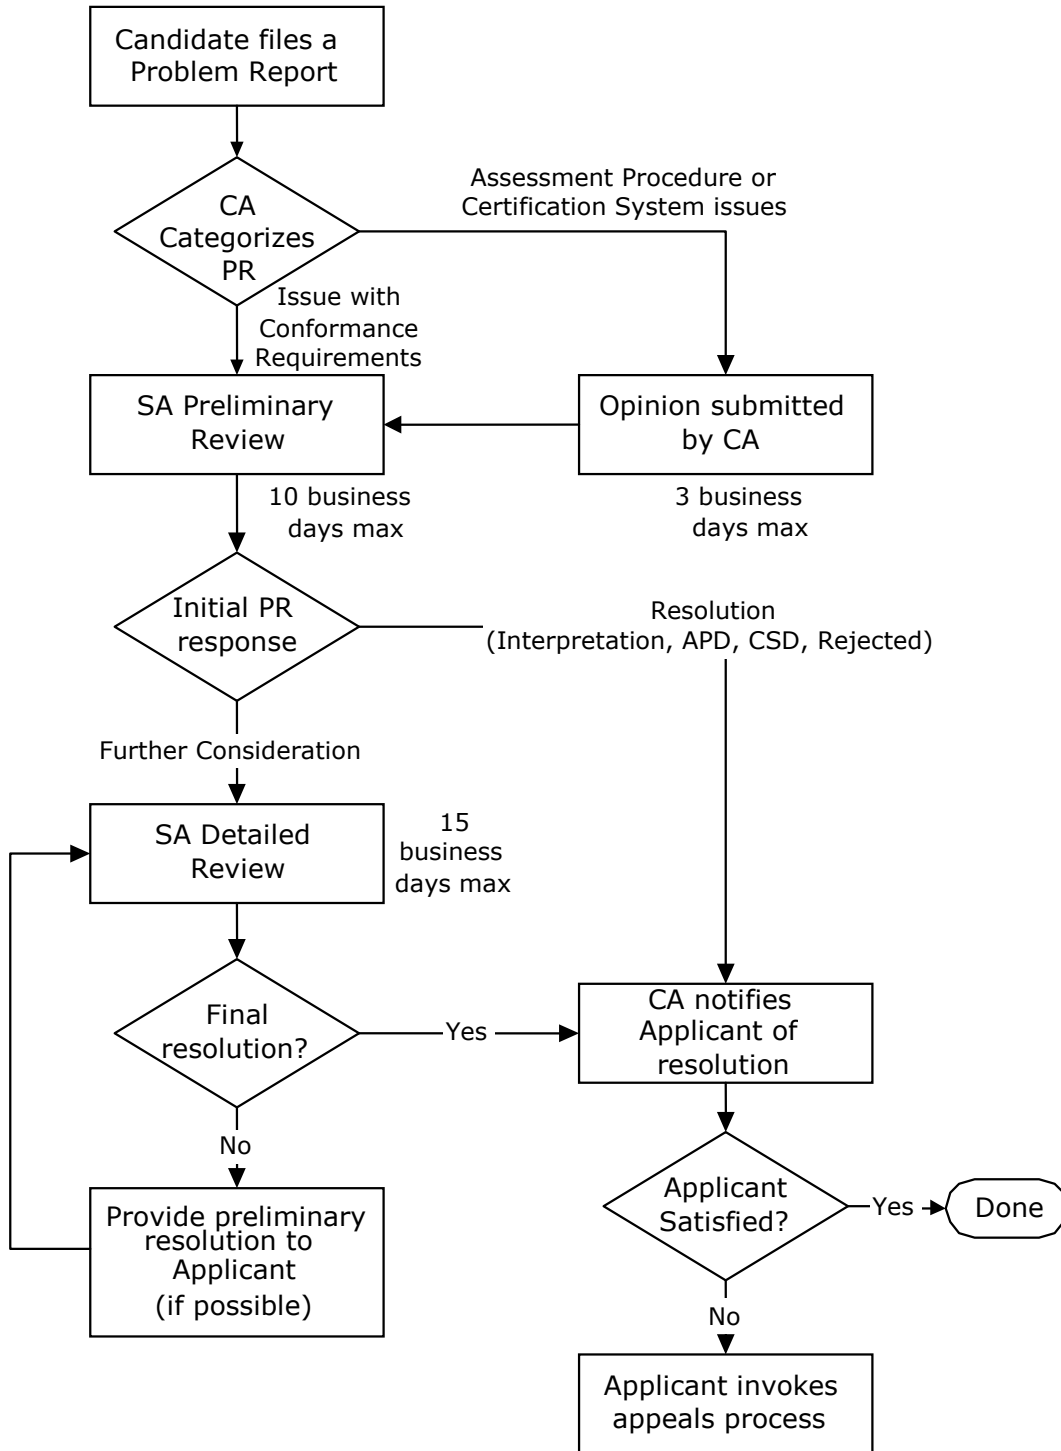 Candidate files a
Problem Report
CA
Categorizes
PR
Assessment Procedure or
Certification System issues
Issue with
Conformance
Requirements
SA Preliminary
Review
Opinion submitted
by CA
10 business
days max
3 business
days max
Initial PR
response
Resolution
(Interpretation, APD, CSD, Rejected)
Further Consideration
SA Detailed
Review
15
business
days max
Final
resolution?
Yes
CA notifies
Applicant of
resolution
No
Provide preliminary
resolution to
Applicant
(if possible)
Applicant
Satisfied?
Yes
Done
No
Applicant invokes
appeals process